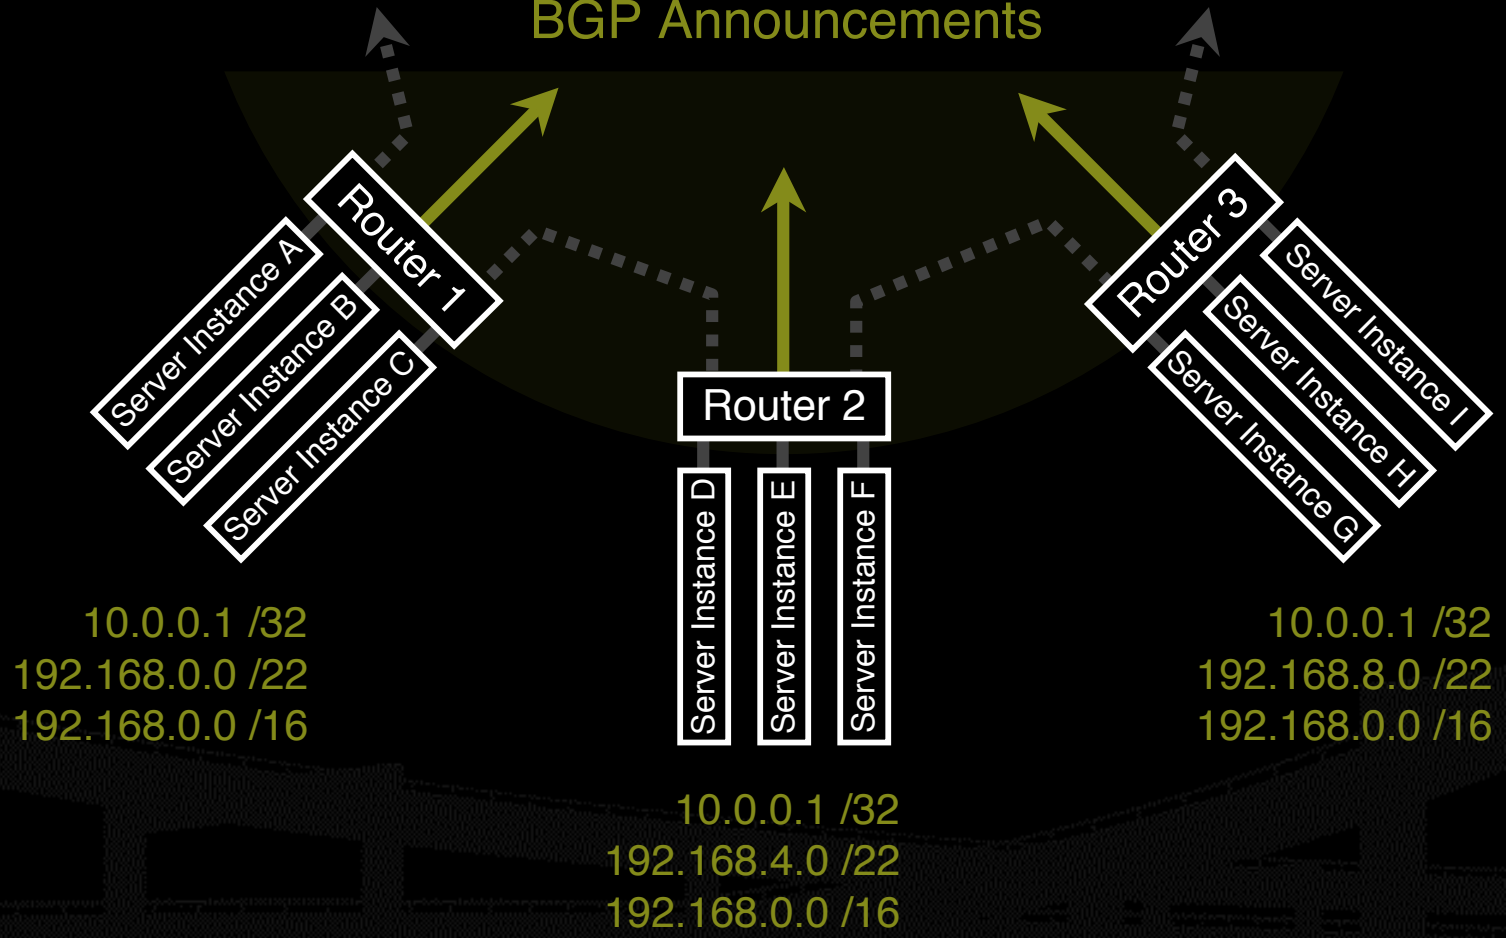 BGP Announcements
Router 1
Router 2
Router 3
Server Instance A
Server Instance B
Server Instance C
Server Instance D
Server Instance E
Server Instance F
Server Instance G
Server Instance H
Server Instance I
10.0.0.1 /32
192.168.0.0 /22
192.168.0.0 /16
10.0.0.1 /32
192.168.4.0 /22
192.168.0.0 /16
10.0.0.1 /32
192.168.8.0 /22
192.168.0.0 /16